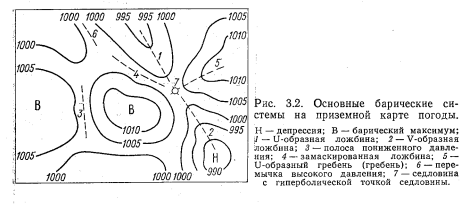 1000 1000 995 995 1000 1005
6 1 1010
1000 4 5
1005 7 1010
В 3 В 1005
1000
995
1010 2
1005 1005 Н
1000 1000 990
Рис. 3.2. Основные барические си-
стемы на приземной карте погоды.
Н — депрессия; В — барический максимум;
1 — U-образная ложбина; 2 — V-образная
ложбина; 3 — полоса пониженного давле-
ния; 4 — замаскированная ложбина; 5 —
U-образный гребень (гребень); 6 — пере-
мычка высокого давления; 7 — седловина
с гиперболической точкой седловины.